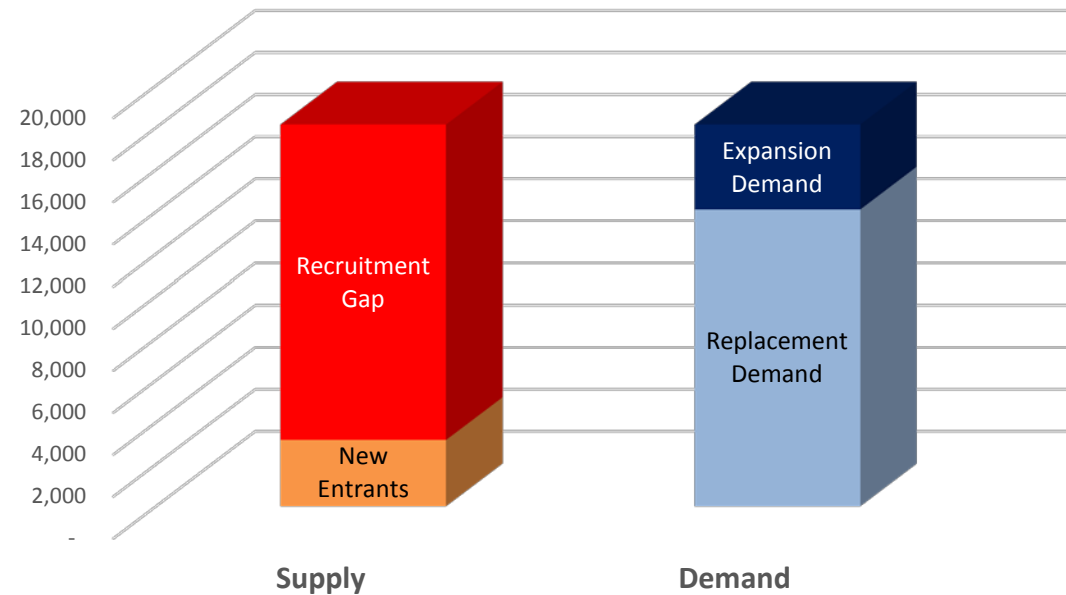 20,000
18,000
16,000
14,000
12,000
10,000
8,000
6,000
4,000
2,000
-
Recruitment
Gap
New
Entrants
Expansion
Demand
Replacement
Demand
Supply
Demand